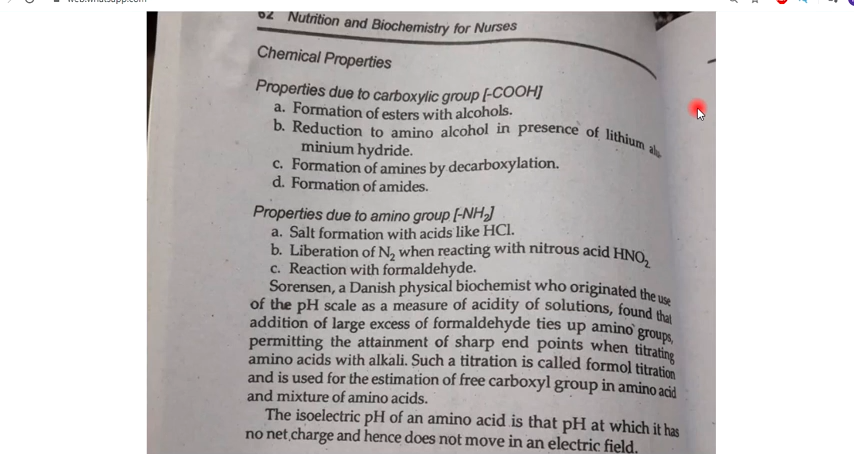 62 Nutrition and Biochemistry for Nurses
Chemical Properties
Properties due to carboxylic group [-COOH]
a. Formation of esters with alcohols.
b. Reduction to amino alcohol in presence of lithium alu-
minium hydride.
c. Formation of amines by decarboxylation.
d. Formation of amides.
Properties due to amino group [-NH₂]
a. Salt formation with acids like HCl.
b. Liberation of N₂ when reacting with nitrous acid HNO₂
c. Reaction with formaldehyde.
Sorensen, a Danish physical biochemist who originated the use
of the pH scale as a measure of acidity of solutions, found that
addition of large excess of formaldehyde ties up amino groups,
permitting the attainment of sharp end points when titrating
amino acids with alkali. Such a titration is called formol titration
and is used for the estimation of free carboxyl group in amino acid
and mixture of amino acids.
The isoelectric pH of an amino acid is that pH at which it has
no net charge and hence does not move in an electric field.